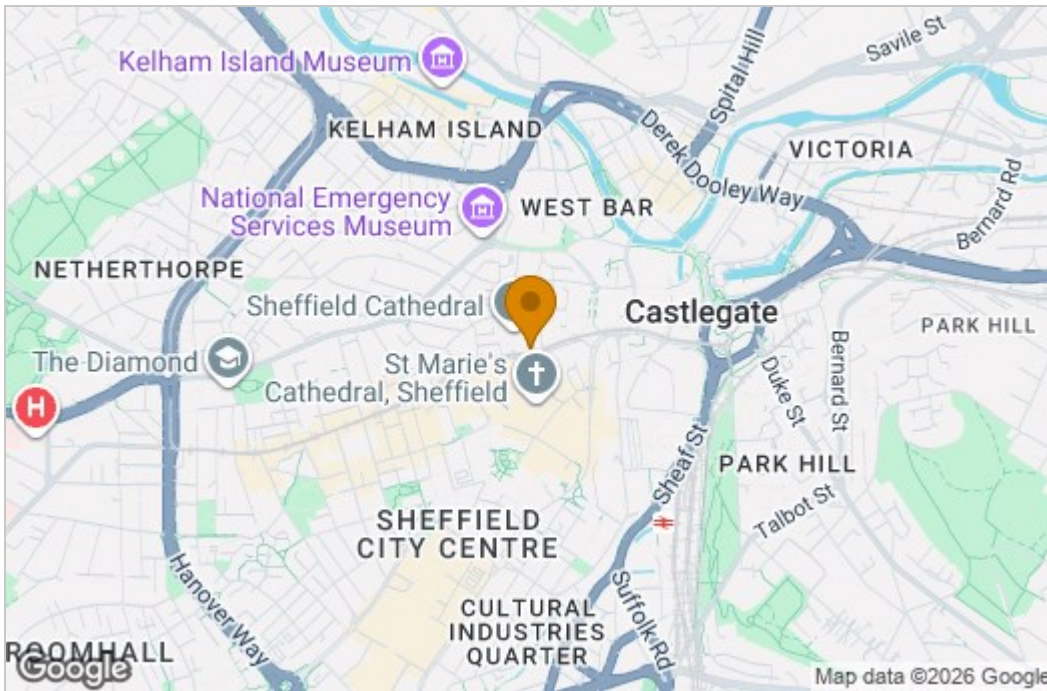 Kelham Island Museum
Savile St
Spital Hill
KELHAM ISLAND
Derek Dooley Way
VICTORIA
Bernard Rd
National Emergency
Services Museum
WEST BAR
NETHERTHORPE
Sheffield Cathedral
Castlegate
PARK HILL
The Diamond
St Marie's
Cathedral, Sheffield
Duke St
Bernard St
H
Sheaf St
PARK HILL
Talbot St
SHEFFIELD
CITY CENTRE
Hanover Way
CULTURAL
INDUSTRIES
QUARTER
Suffolk Rd
ROOMHALL
Google
Map data ©2026 Google